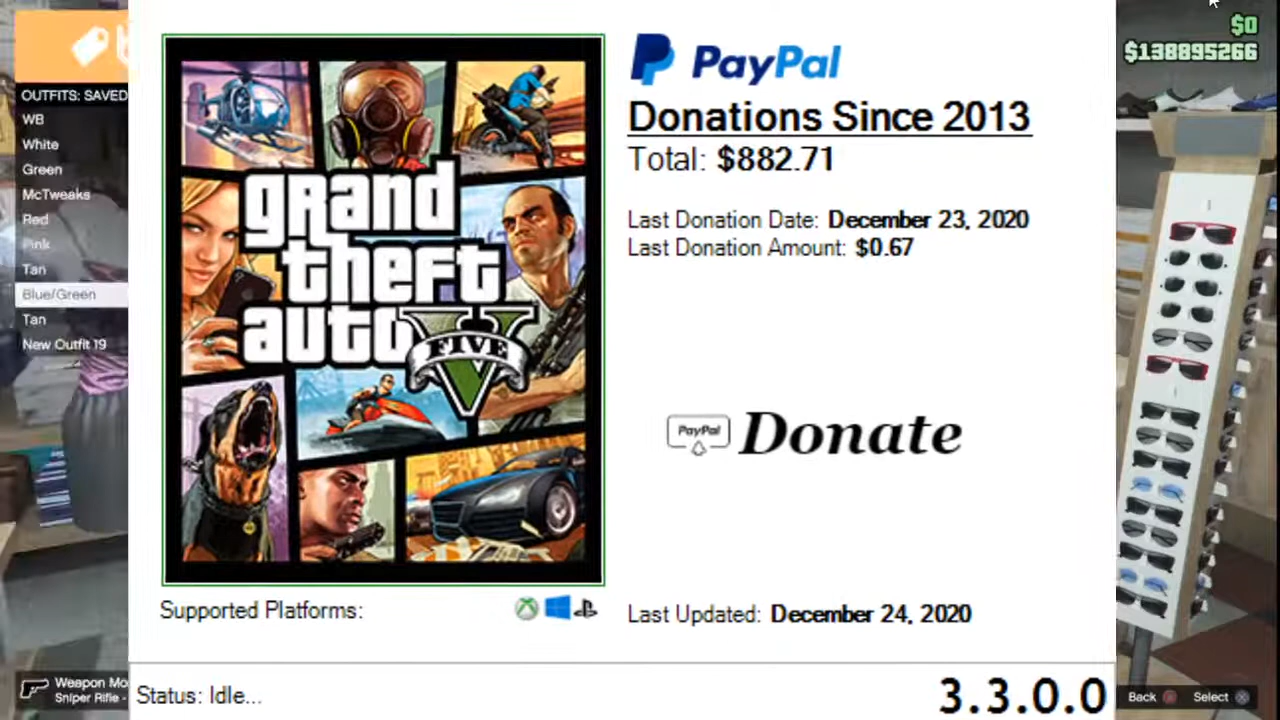 OUTFITS: SAVED
WB
White
Green
McTweaks
Red
Pink
Tan
Blue/Green
Tan
New Outfit 19
Weapon Mo
Sniper Rifle -
grand
theft
auto V
FIVE
Supported Platforms:
PayPal
Donations Since 2013
Total: $882.71
Last Donation Date: December 23, 2020
Last Donation Amount: $0.67
PayPal Donate
Last Updated: December 24, 2020
Status: Idle...
3.3.0.0
$0
$138895266
Back
Select